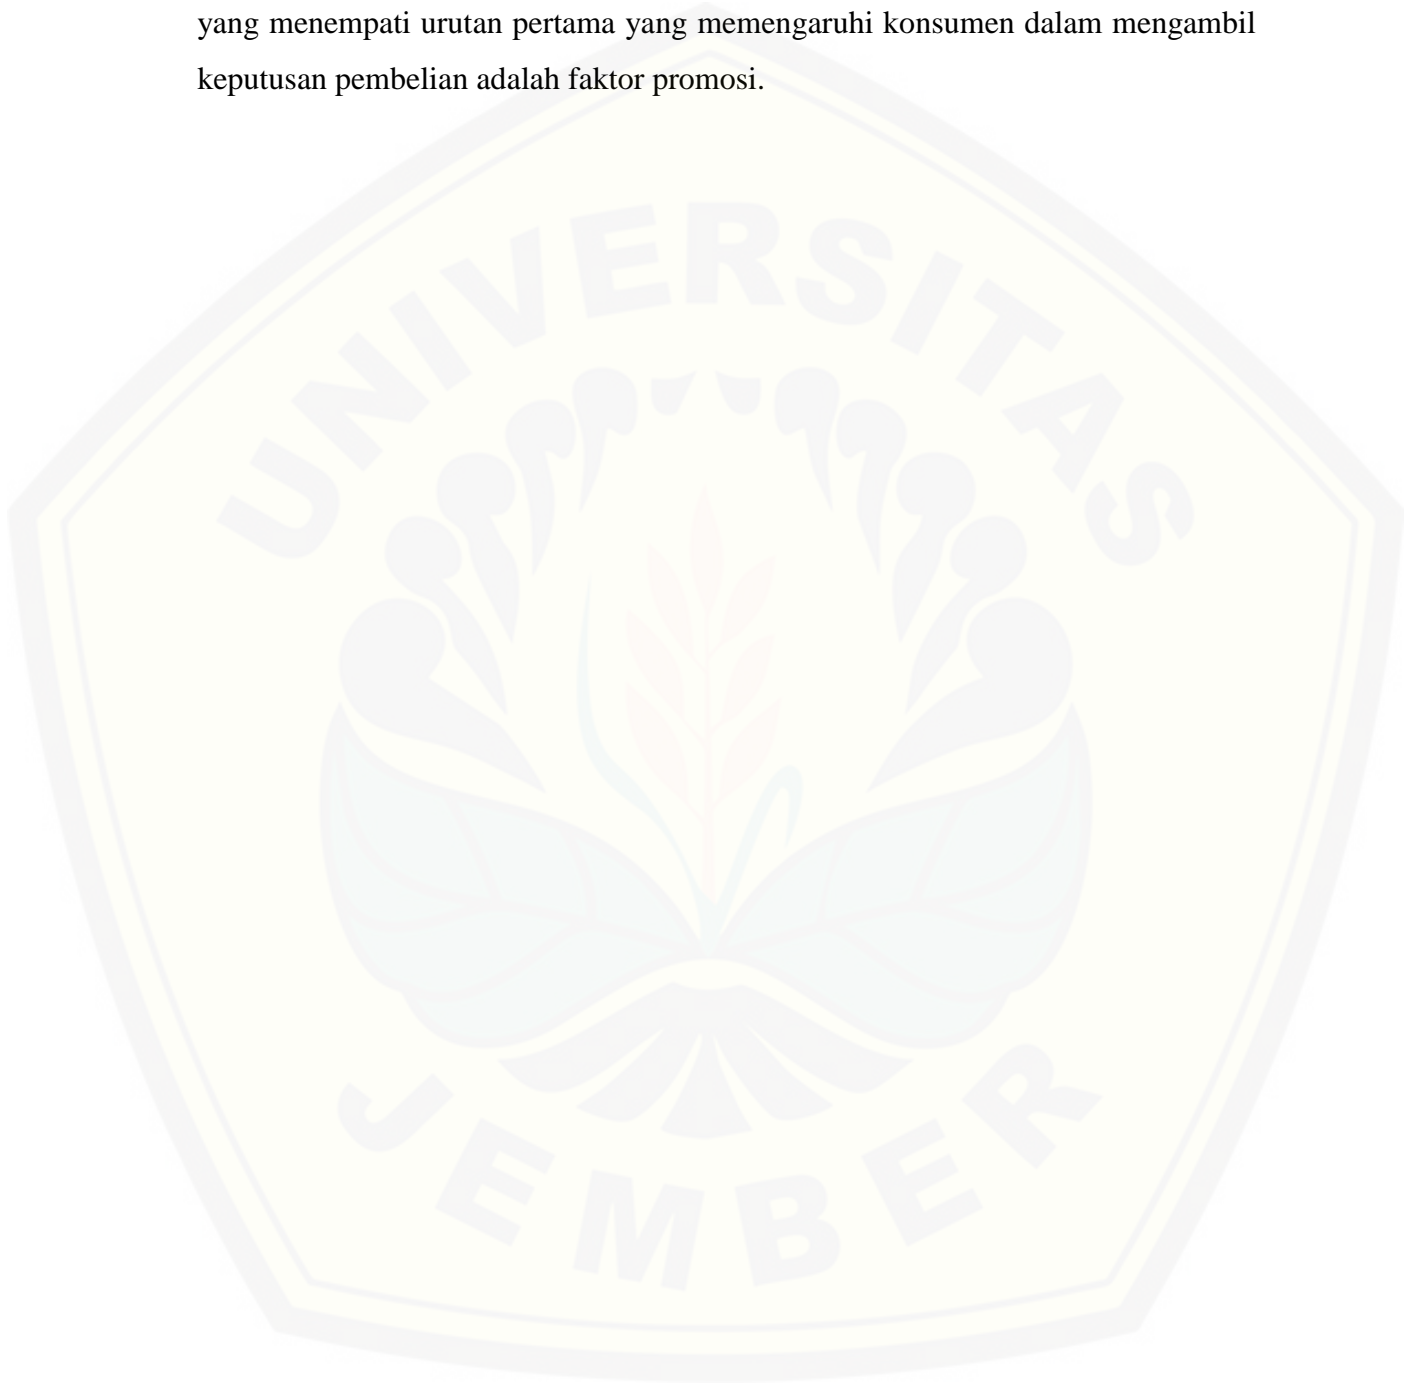 yang menempati urutan pertama yang memengaruhi konsumen dalam mengambil
keputusan pembelian adalah faktor promosi.
UNIVERSITAS
JEMBER